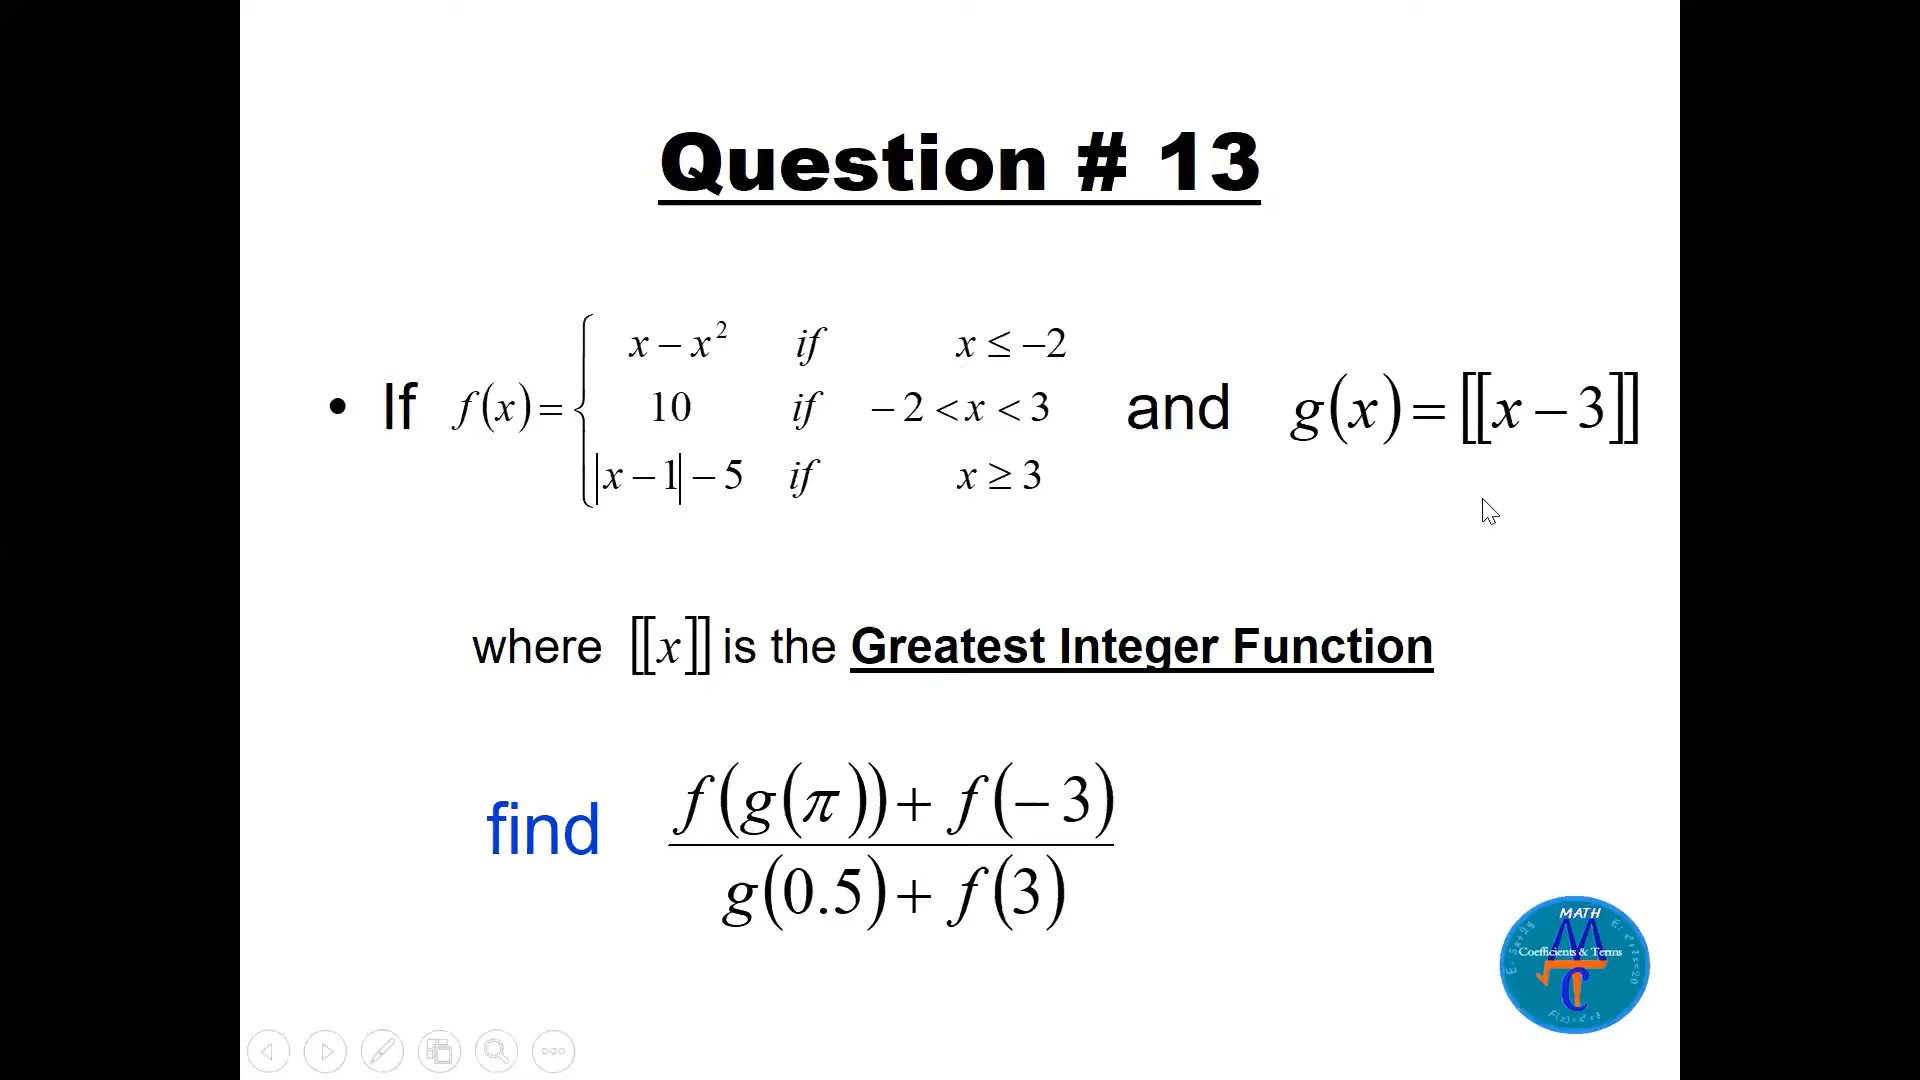 Question # 13
• If f(x) = { x − x² if x ≤ −2
10 if − 2 < x < 3
|x − 1| − 5 if x ≥ 3
and g(x) = [[x − 3]]
where [[x]] is the Greatest Integer Function
find (f(g(π)) + f(− 3)) / (g(0.5) + f(3))
MATH
Coefficients & Terms